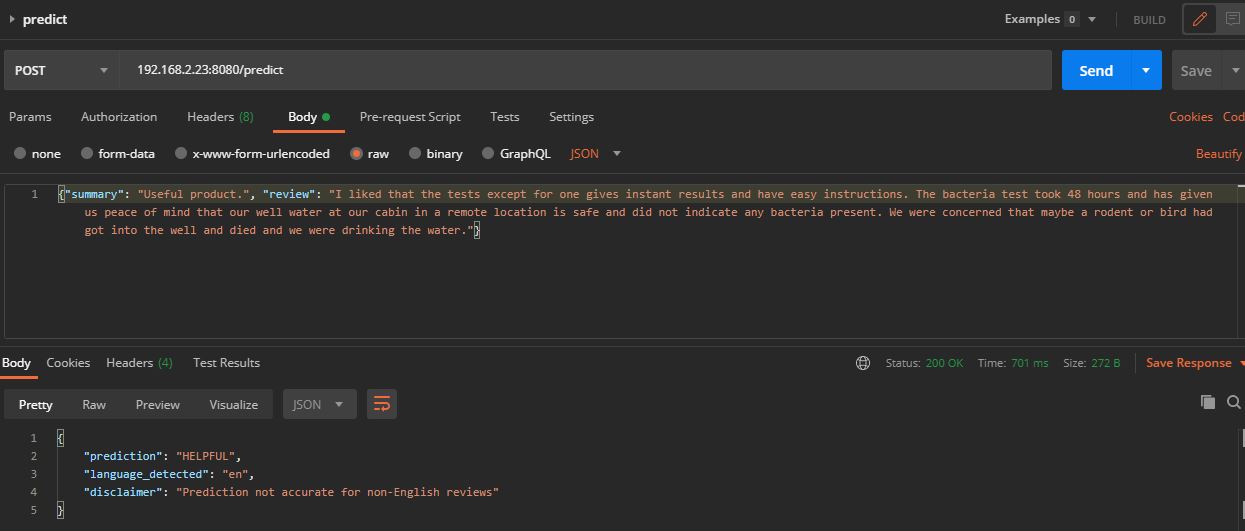 predict
Examples 0 BUILD
POST 192.168.2.23:8080/predict Send Save
Params Authorization Headers (8) Body Pre-request Script Tests Settings Cookies Cod
none form-data x-www-form-urlencoded raw binary GraphQL JSON Beautify
1 {"summary": "Useful product.", "review": "I liked that the tests except for one gives instant results and have easy instructions. The bacteria test took 48 hours and has given
us peace of mind that our well water at our cabin in a remote location is safe and did not indicate any bacteria present. We were concerned that maybe a rodent or bird had
got into the well and died and we were drinking the water."}
Body Cookies Headers (4) Test Results Status: 200 OK Time: 701 ms Size: 272 B Save Response
Pretty Raw Preview Visualize JSON
1 {
2 "prediction": "HELPFUL",
3 "language_detected": "en",
4 "disclaimer": "Prediction not accurate for non-English reviews"
5 }